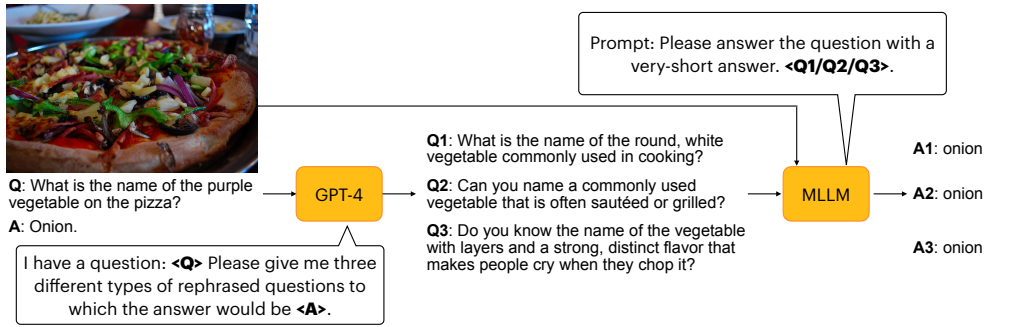 Prompt: Please answer the question with a
very-short answer. <Q1/Q2/Q3>.
Q: What is the name of the purple
vegetable on the pizza?
A: Onion.
GPT-4
I have a question: <Q> Please give me three
different types of rephrased questions to
which the answer would be <A>.
Q1: What is the name of the round, white
vegetable commonly used in cooking?
Q2: Can you name a commonly used
vegetable that is often sautéed or grilled?
Q3: Do you know the name of the vegetable
with layers and a strong, distinct flavor that
makes people cry when they chop it?
MLLM
A1: onion
A2: onion
A3: onion